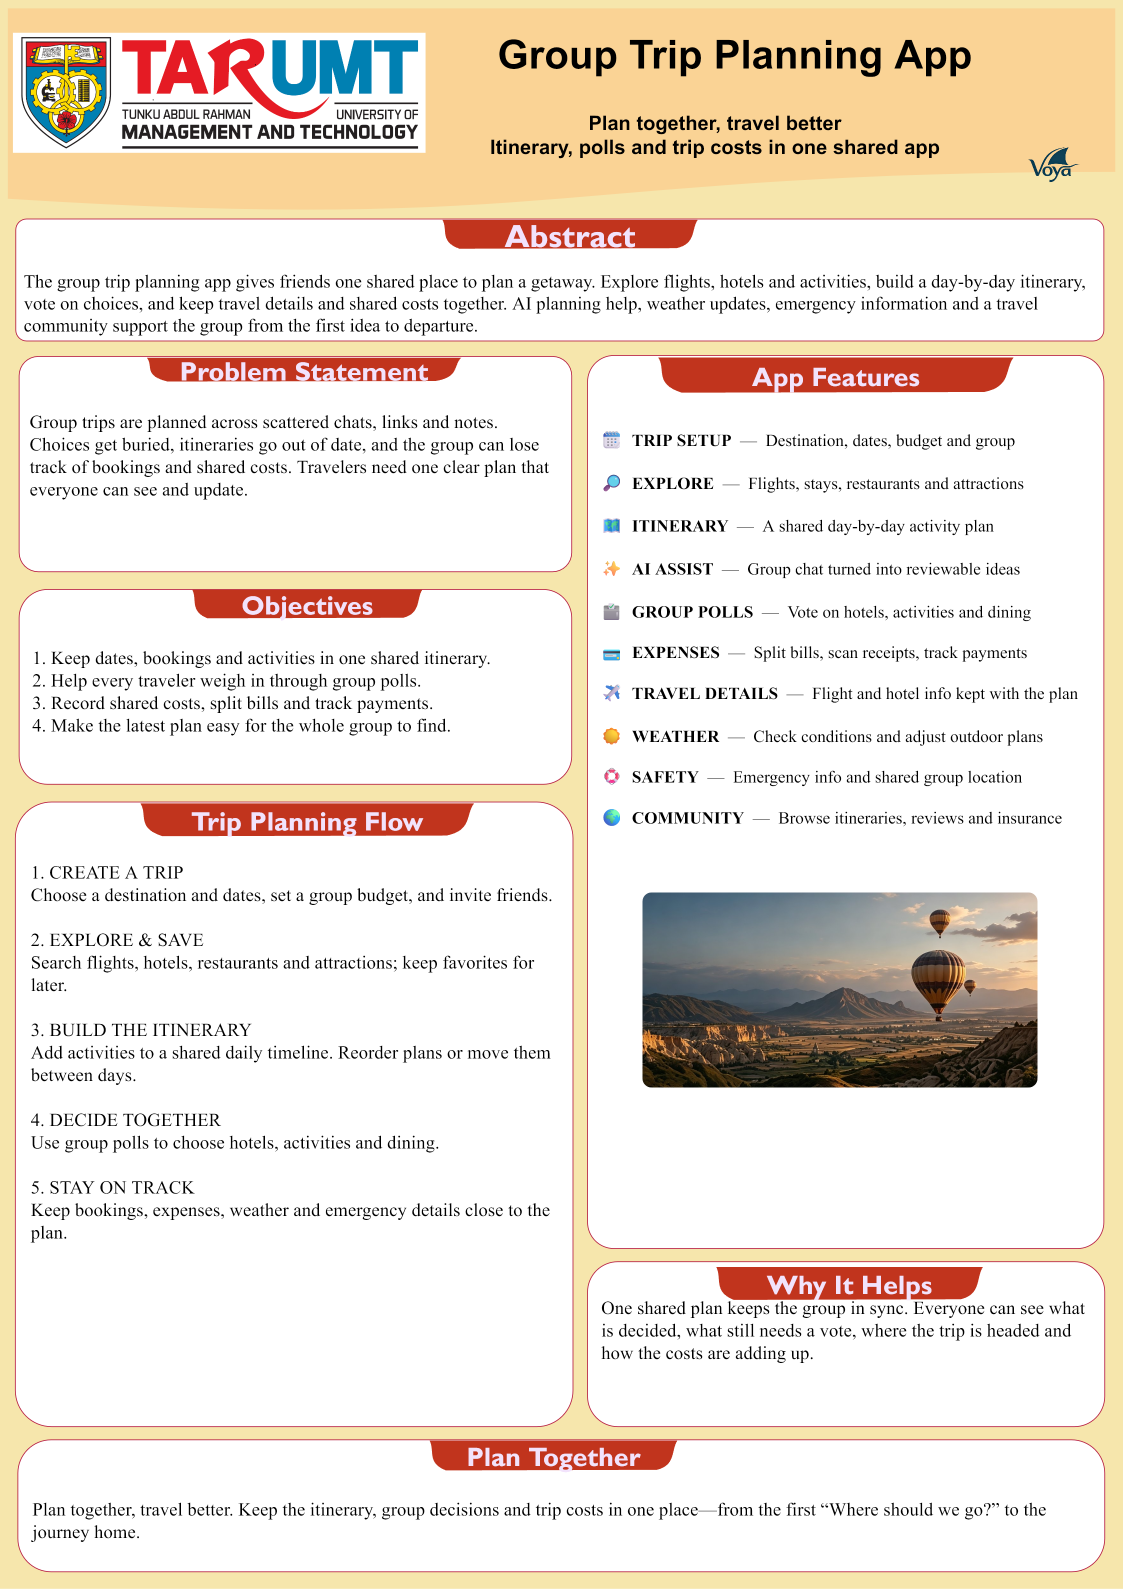 TARUMT
TUNKU ABDUL RAHMAN UNIVERSITY OF
MANAGEMENT AND TECHNOLOGY
Group Trip Planning App
Plan together, travel better
Itinerary, polls and trip costs in one shared app
Voya
Abstract
The group trip planning app gives friends one shared place to plan a getaway. Explore flights, hotels and activities, build a day-by-day itinerary,
vote on choices, and keep travel details and shared costs together. AI planning help, weather updates, emergency information and a travel
community support the group from the first idea to departure.
Problem Statement
Group trips are planned across scattered chats, links and notes.
Choices get buried, itineraries go out of date, and the group can lose
track of bookings and shared costs. Travelers need one clear plan that
everyone can see and update.
Objectives
1. Keep dates, bookings and activities in one shared itinerary.
2. Help every traveler weigh in through group polls.
3. Record shared costs, split bills and track payments.
4. Make the latest plan easy for the whole group to find.
Trip Planning Flow
1. CREATE A TRIP
Choose a destination and dates, set a group budget, and invite friends.
2. EXPLORE & SAVE
Search flights, hotels, restaurants and attractions; keep favorites for
later.
3. BUILD THE ITINERARY
Add activities to a shared daily timeline. Reorder plans or move them
between days.
4. DECIDE TOGETHER
Use group polls to choose hotels, activities and dining.
5. STAY ON TRACK
Keep bookings, expenses, weather and emergency details close to the
plan.
App Features
TRIP SETUP — Destination, dates, budget and group
EXPLORE — Flights, stays, restaurants and attractions
ITINERARY — A shared day-by-day activity plan
AI ASSIST — Group chat turned into reviewable ideas
GROUP POLLS — Vote on hotels, activities and dining
EXPENSES — Split bills, scan receipts, track payments
TRAVEL DETAILS — Flight and hotel info kept with the plan
WEATHER — Check conditions and adjust outdoor plans
SAFETY — Emergency info and shared group location
COMMUNITY — Browse itineraries, reviews and insurance
Why It Helps
One shared plan keeps the group in sync. Everyone can see what
is decided, what still needs a vote, where the trip is headed and
how the costs are adding up.
Plan Together
Plan together, travel better. Keep the itinerary, group decisions and trip costs in one place—from the first “Where should we go?” to the
journey home.